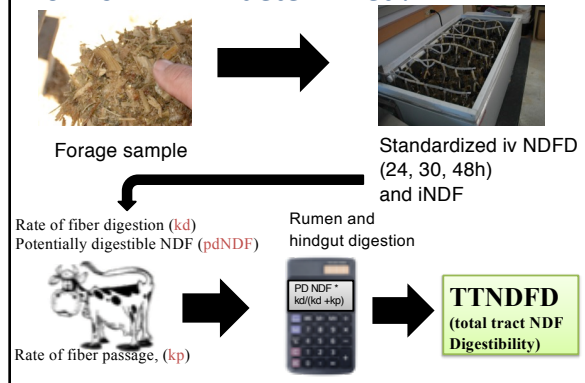 Forage sample
Standardized iv NDFD
(24, 30, 48h)
and iNDF
Rate of fiber digestion (kd)
Potentially digestible NDF (pdNDF)
Rumen and
hindgut digestion
PD NDF *
kd/(kd +kp)
TTNDFD
(total tract NDF
Digestibility)
Rate of fiber passage, (kp)